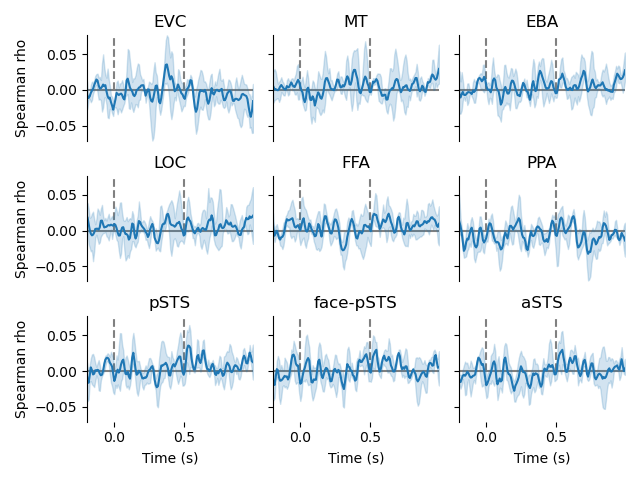 EVC MT EBA
Spearman rho
0.05
0.00
−0.05
LOC FFA PPA
Spearman rho
0.05
0.00
−0.05
pSTS face-pSTS aSTS
Spearman rho
0.05
0.00
−0.05
0.0 0.5 0.0 0.5 0.0 0.5
Time (s) Time (s) Time (s)